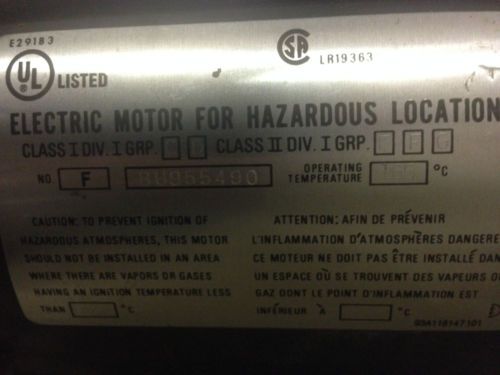 E29183
UL LISTED
SA LR19363
ELECTRIC MOTOR FOR HAZARDOUS LOCATION
CLASS I DIV. I GRP. CLASS II DIV. I GRP. F G
NO. F OPERATING TEMPERATURE °C
CAUTION: TO PREVENT IGNITION OF
HAZARDOUS ATMOSPHERES, THIS MOTOR
SHOULD NOT BE INSTALLED IN AN AREA
WHERE THERE ARE VAPORS OR GASES
HAVING AN IGNITION TEMPERATURE LESS
THAN °C
ATTENTION: AFIN DE PRÉVENIR
L'INFLAMMATION D'ATMOSPHÈRES DANGERE
CE MOTEUR NE DOIT PAS ÊTRE INSTALLÉ DAN
UN ESPACE OÙ SE TROUVENT DES VAPEURS O
GAZ DONT LE POINT D'INFLAMMATION EST
INFÉRIEUR À °C